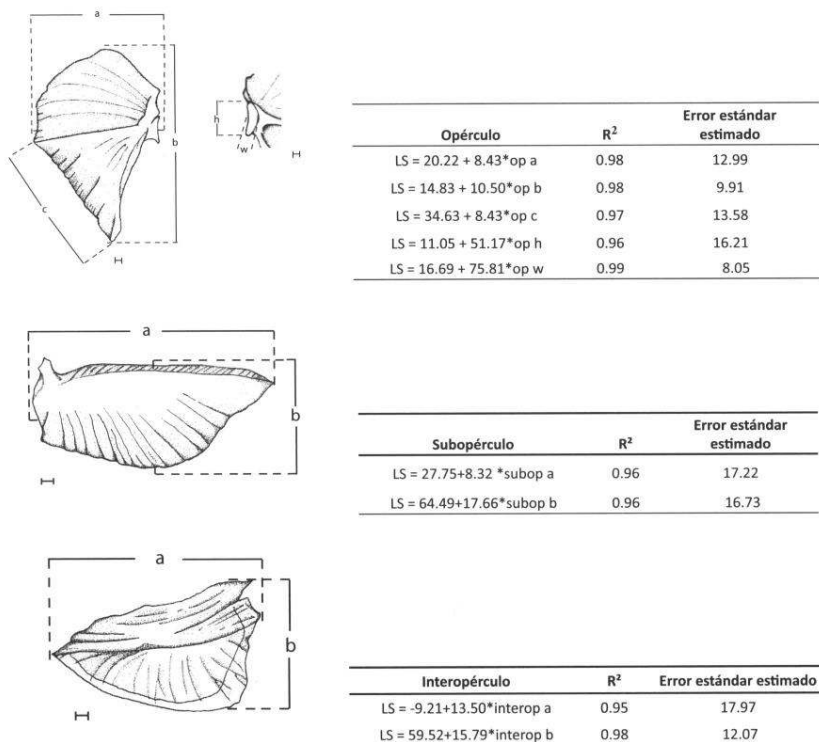 a
b
c
h
w
Opérculo R² Error estándar estimado
LS = 20.22 + 8.43*op a 0.98 12.99
LS = 14.83 + 10.50*op b 0.98 9.91
LS = 34.63 + 8.43*op c 0.97 13.58
LS = 11.05 + 51.17*op h 0.96 16.21
LS = 16.69 + 75.81*op w 0.99 8.05
a
b
Subopérculo R² Error estándar estimado
LS = 27.75+8.32 *subop a 0.96 17.22
LS = 64.49+17.66*subop b 0.96 16.73
a
b
Interopérculo R² Error estándar estimado
LS = -9.21+13.50*interop a 0.95 17.97
LS = 59.52+15.79*interop b 0.98 12.07